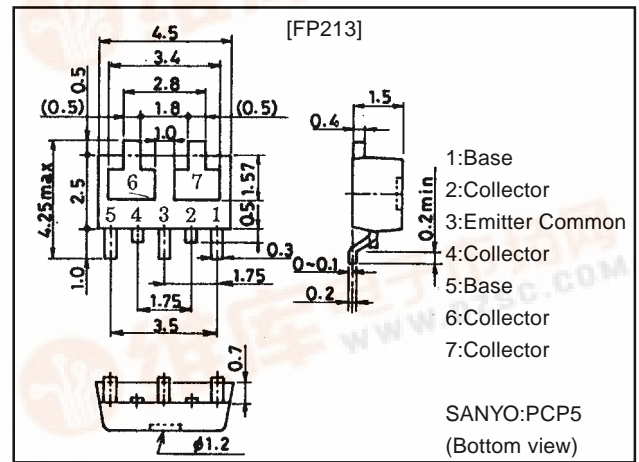 [FP213]
4.5
3.4
2.8
(0.5) 1.8 (0.5)
1.0
0.5
4.25max
2.5
1.0
6 7
5 4 3 2 1
1.57
0.5
0.3
1.75
1.75
3.5
1.5
0.4
0.2min
0~0.1
0.2
0.7
ϕ1.2
1:Base
2:Collector
3:Emitter Common
4:Collector
5:Base
6:Collector
7:Collector
SANYO:PCP5
(Bottom view)
WWW.DZSC.COM